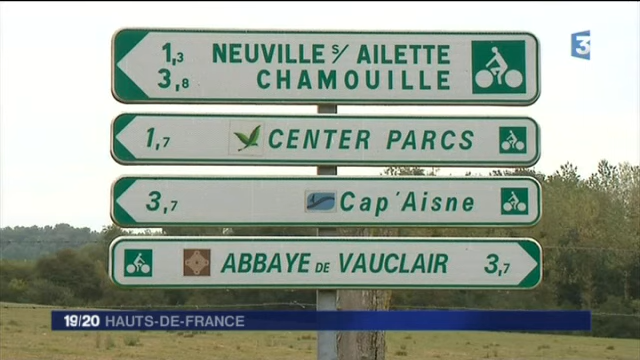 1,3 NEUVILLE s/ AILETTE
3,8 CHAMOUILLE
1,7 CENTER PARCS
3,7 Cap'Aisne
ABBAYE DE VAUCLAIR 3,7
3
19/20 HAUTS-DE-FRANCE